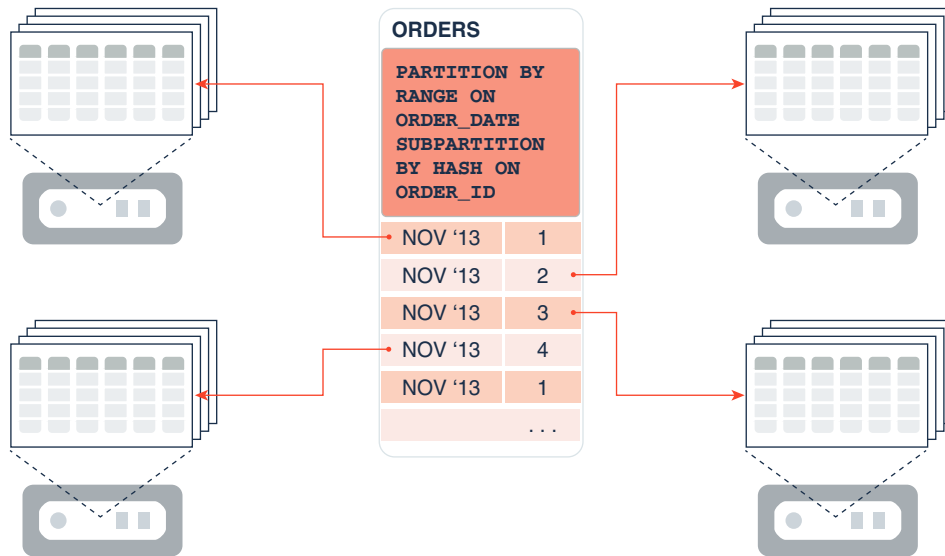 ORDERS
PARTITION BY
RANGE ON
ORDER_DATE
SUBPARTITION
BY HASH ON
ORDER_ID
NOV ‘13 1
NOV ‘13 2
NOV ‘13 3
NOV ‘13 4
NOV ‘13 1
. . .